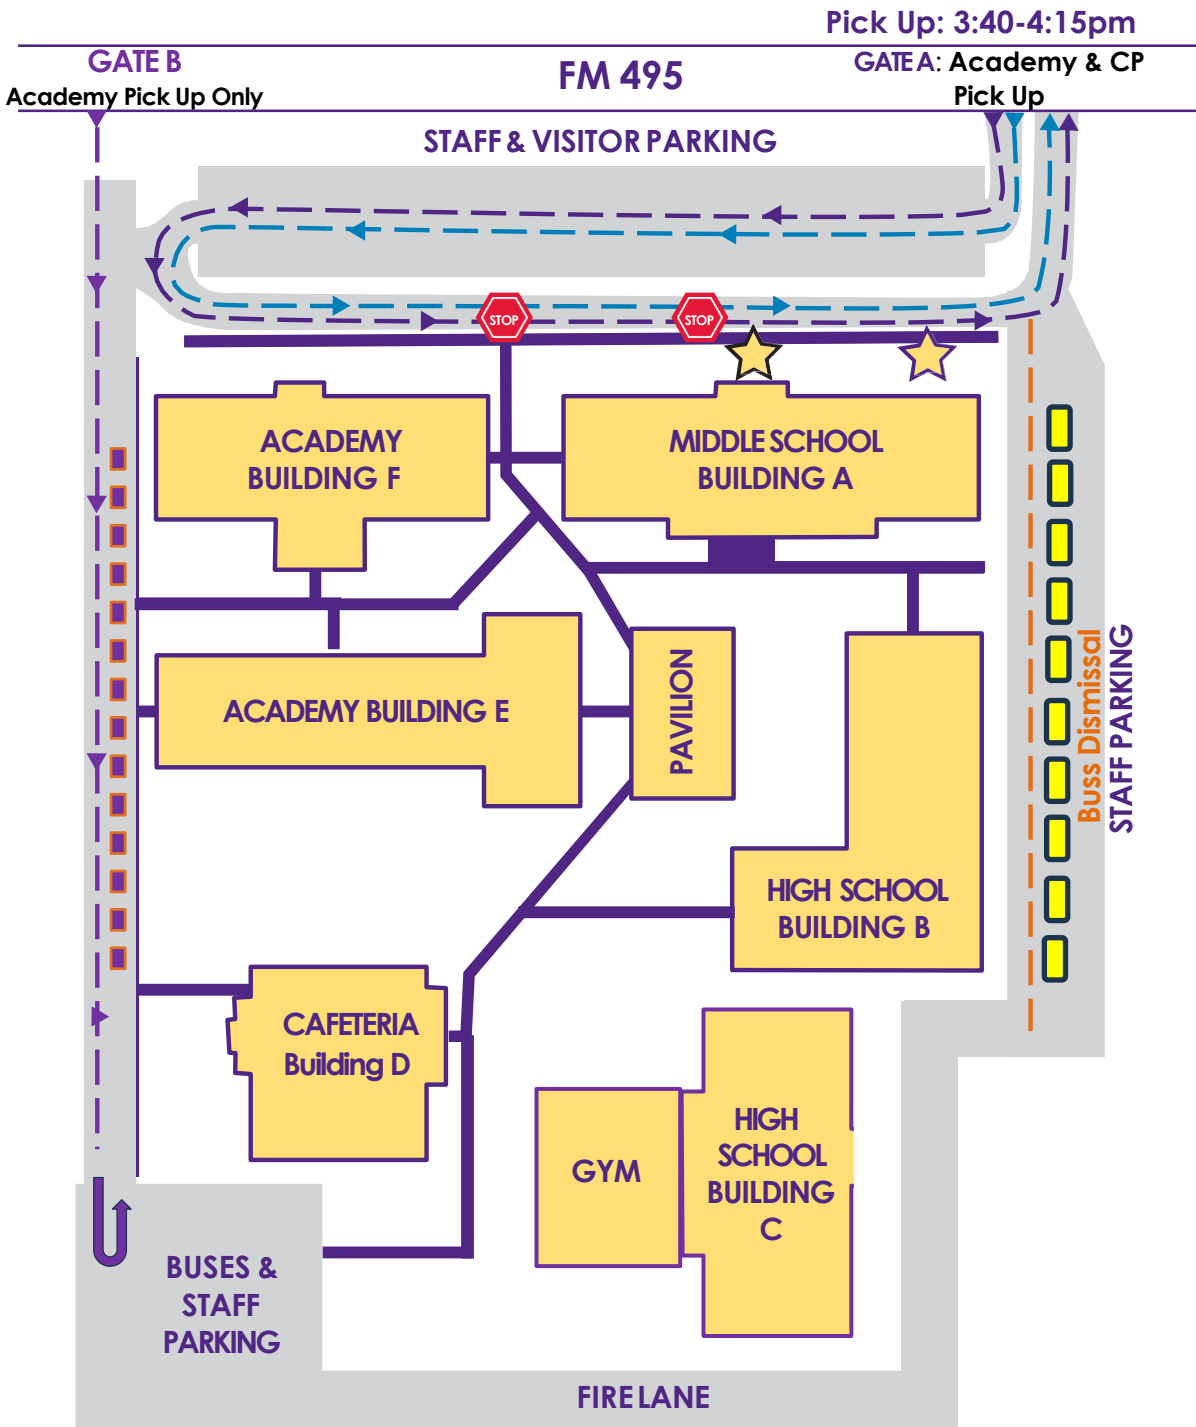 Pick Up: 3:40-4:15pm
GATE B
Academy Pick Up Only
FM 495
GATE A: Academy & CP
Pick Up
STAFF & VISITOR PARKING
STOP
STOP
ACADEMY
BUILDING F
MIDDLE SCHOOL
BUILDING A
ACADEMY BUILDING E
PAVILION
Buss Dismissal
STAFF PARKING
HIGH SCHOOL
BUILDING B
CAFETERIA
Building D
GYM
HIGH
SCHOOL
BUILDING
C
BUSES &
STAFF
PARKING
FIRE LANE